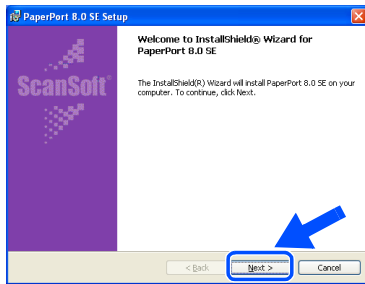 PaperPort 8.0 SE Setup
Welcome to InstallShield® Wizard for
PaperPort 8.0 SE
ScanSoft®
The InstallShield(R) Wizard will install PaperPort 8.0 SE on your
computer. To continue, click Next.
< Back
Next >
Cancel